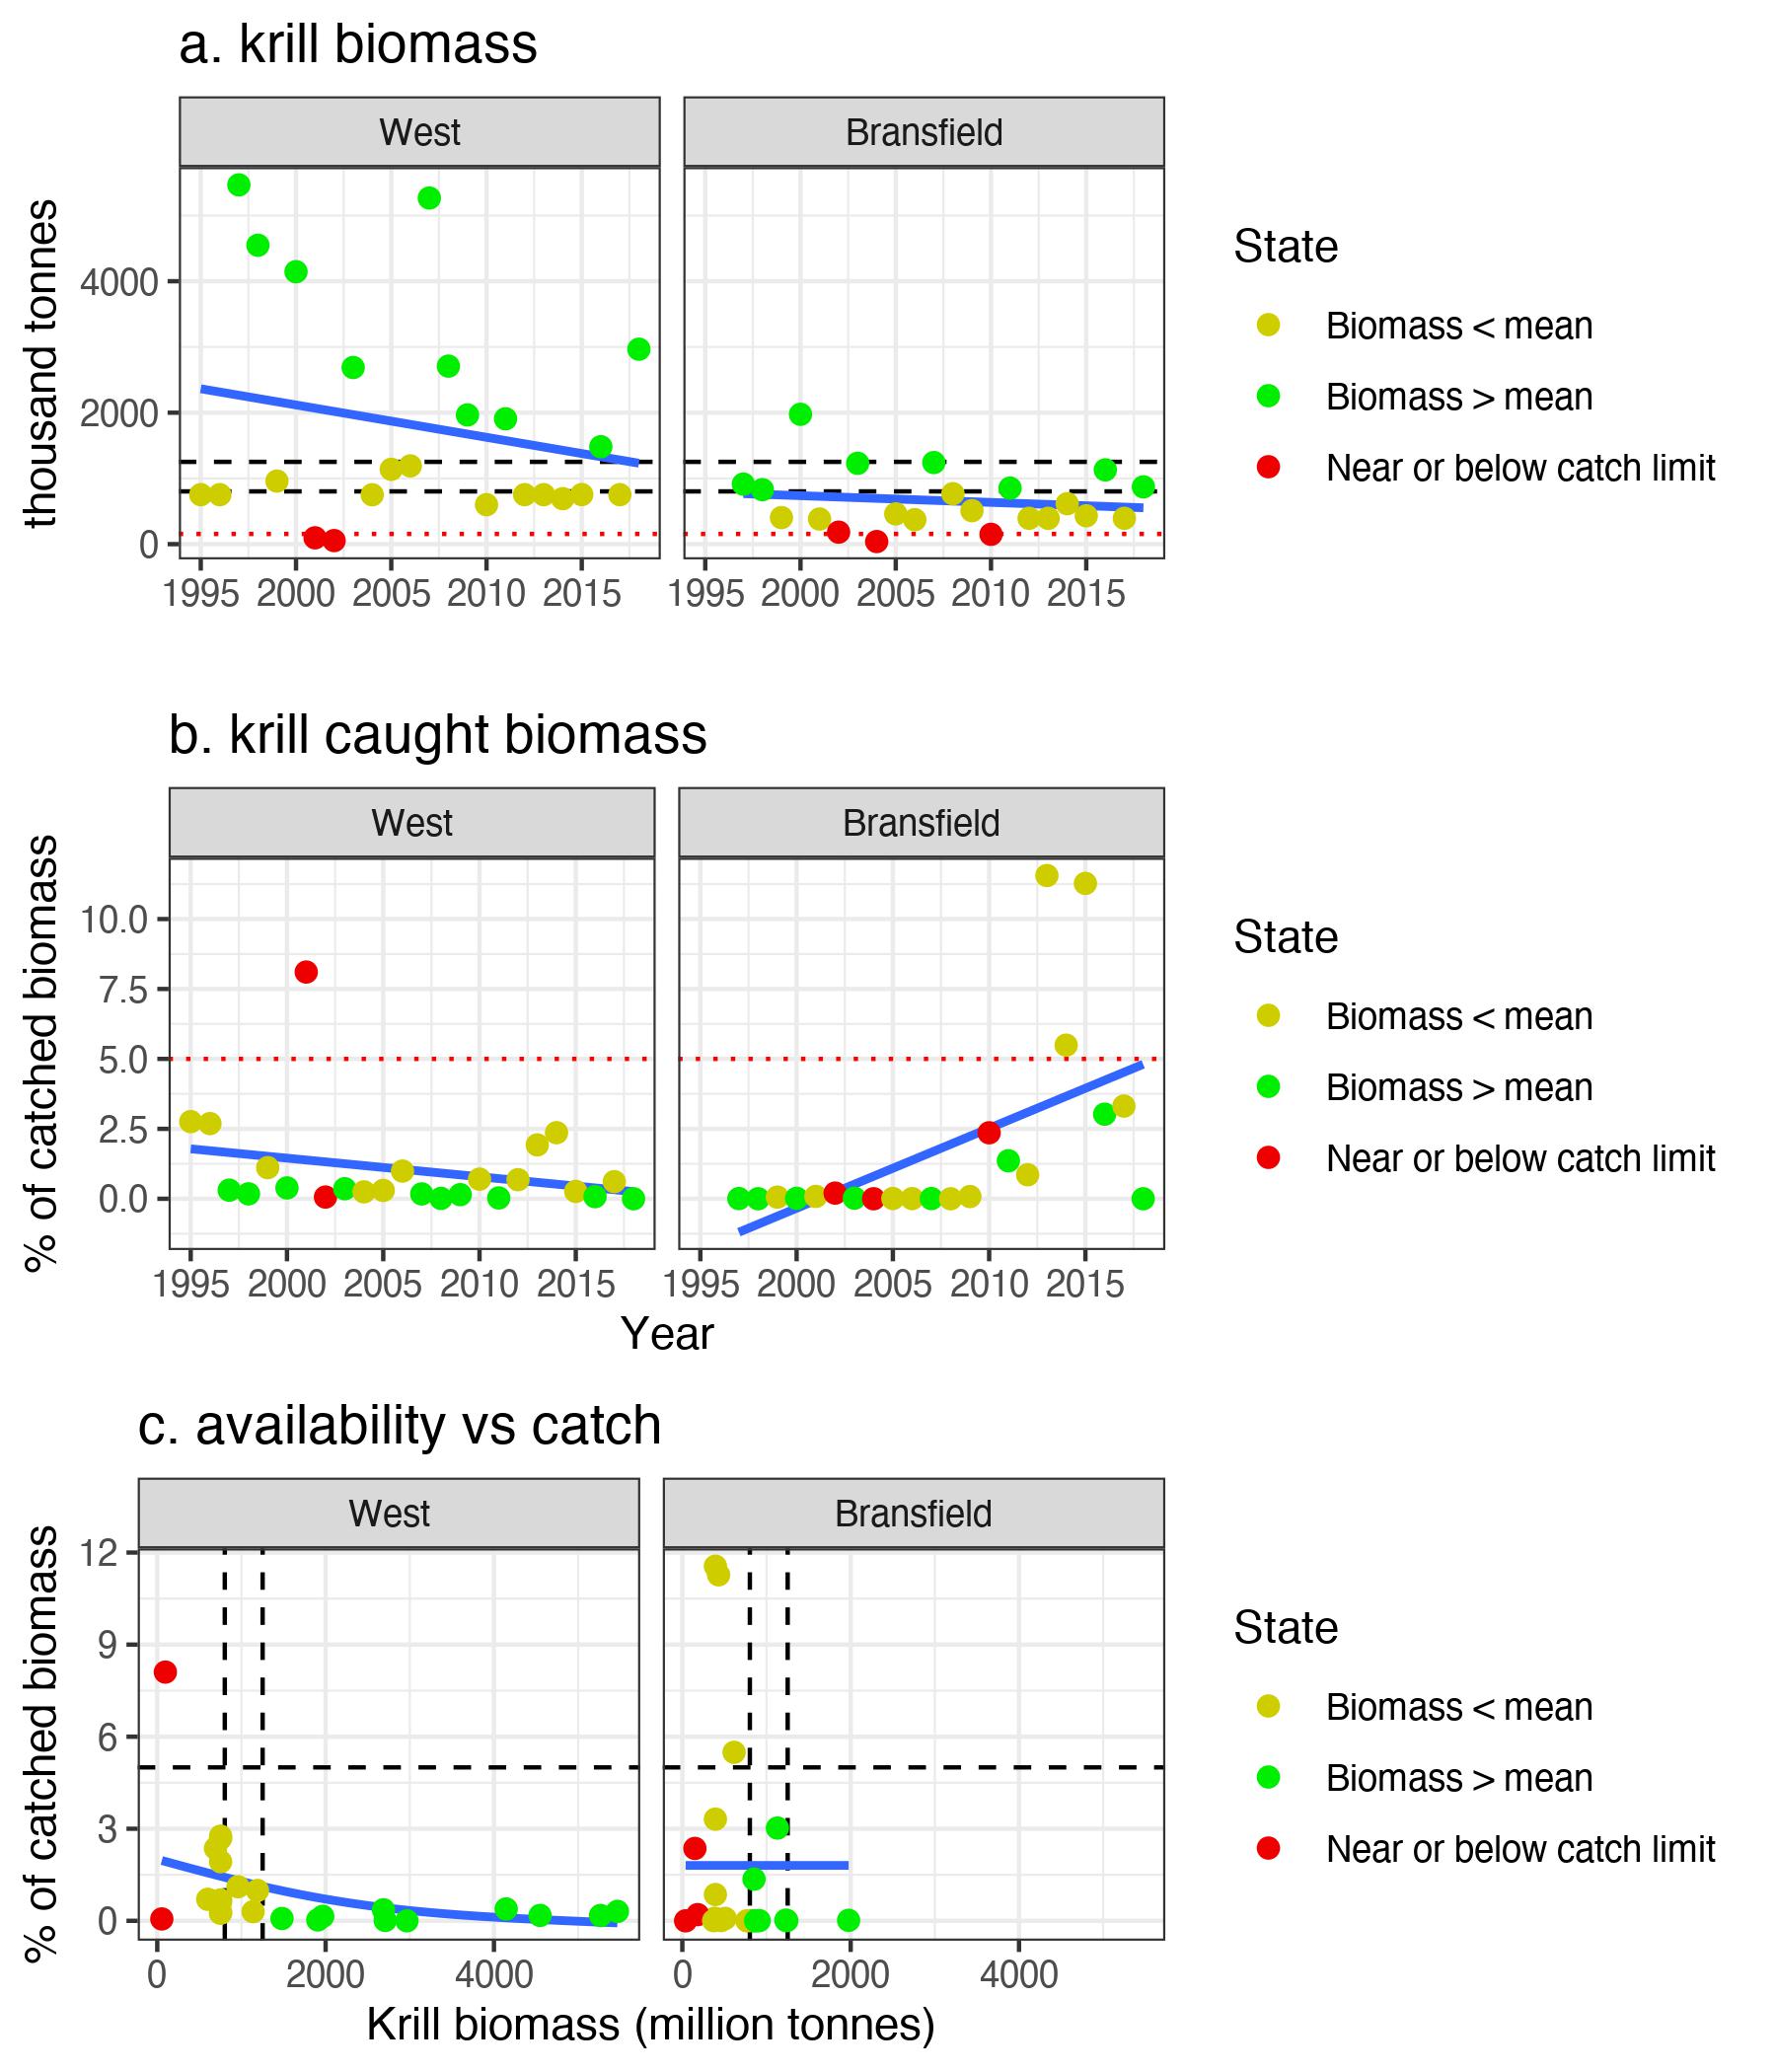 a. krill biomass
West
Bransfield
thousand tonnes
4000
2000
0
1995 2000 2005 2010 2015
1995 2000 2005 2010 2015
State
Biomass < mean
Biomass > mean
Near or below catch limit
b. krill caught biomass
West
Bransfield
% of catched biomass
10.0
7.5
5.0
2.5
0.0
1995 2000 2005 2010 2015
1995 2000 2005 2010 2015
Year
State
Biomass < mean
Biomass > mean
Near or below catch limit
c. availability vs catch
West
Bransfield
% of catched biomass
12
9
6
3
0
0 2000 4000
0 2000 4000
Krill biomass (million tonnes)
State
Biomass < mean
Biomass > mean
Near or below catch limit